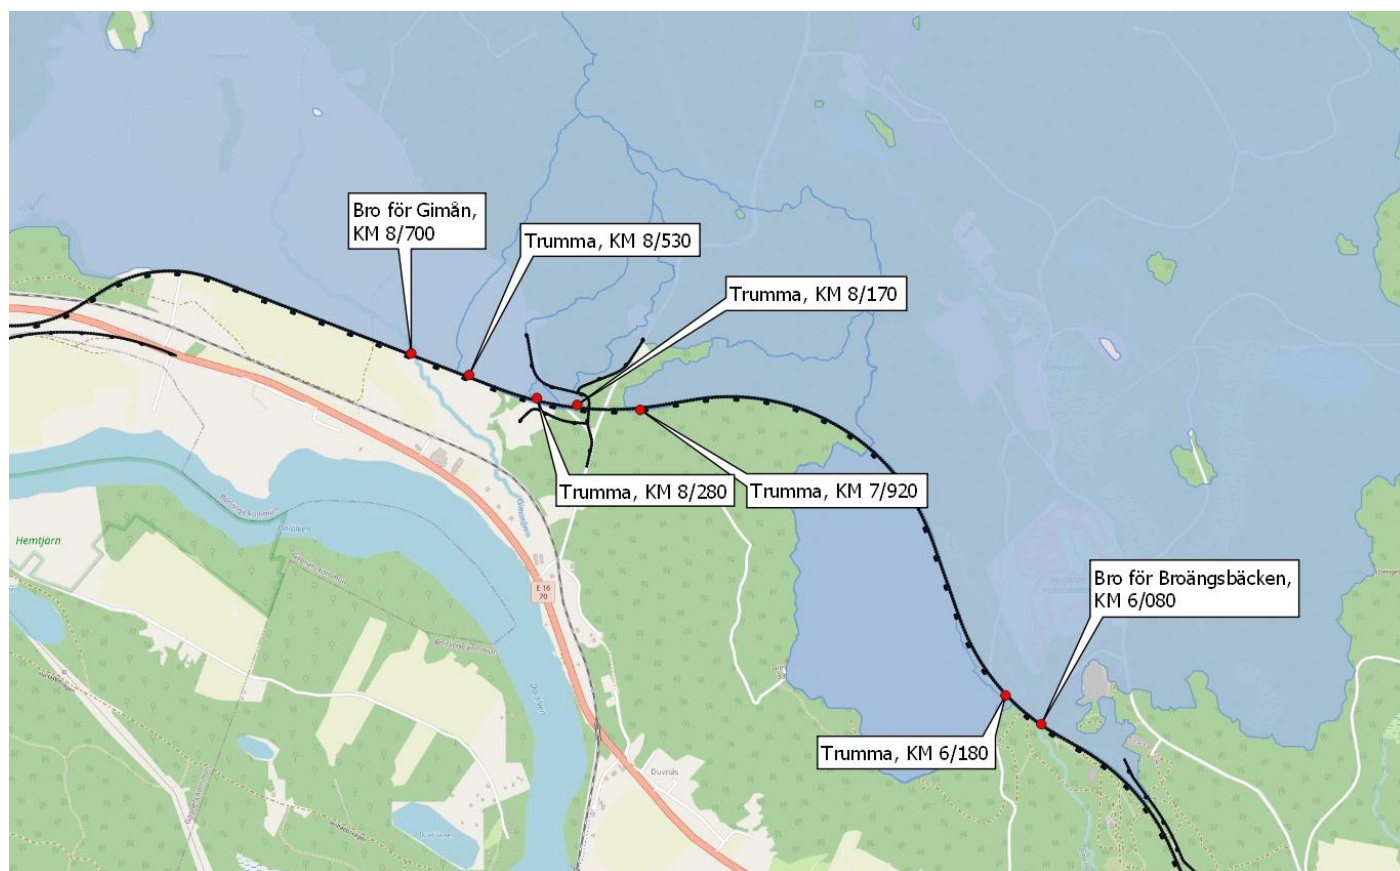 Bro för Gimån,
KM 8/700
Trumma, KM 8/530
Trumma, KM 8/170
Trumma, KM 8/280
Trumma, KM 7/920
Hemtjärn
E 16
70
Bro för Broängsbäcken,
KM 6/080
Trumma, KM 6/180
Duvnäs